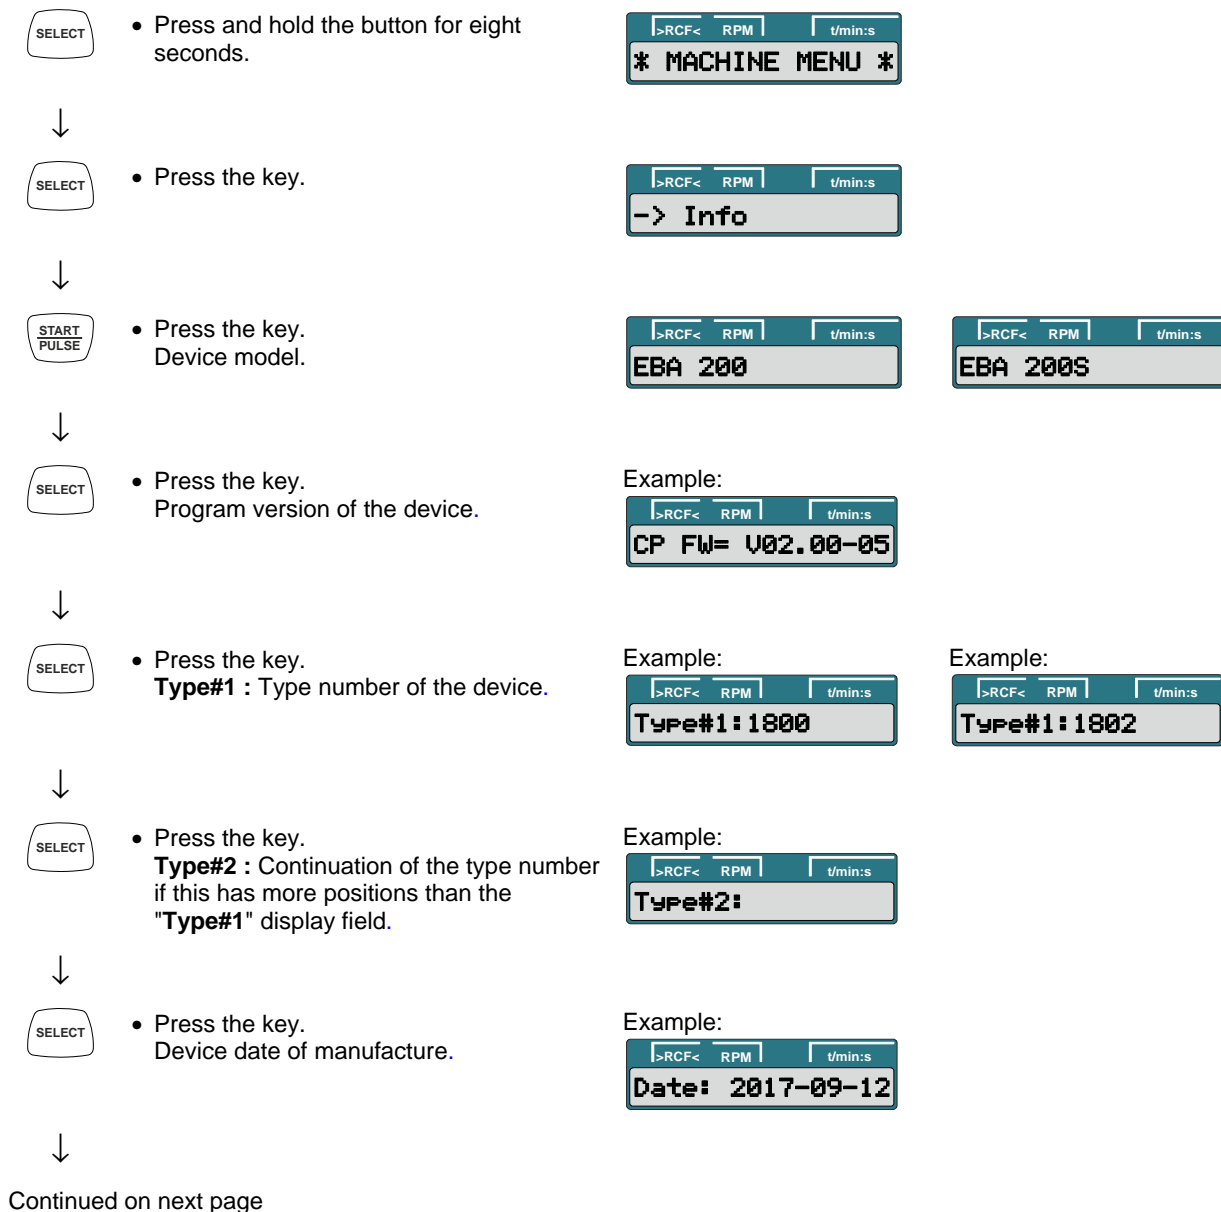 SELECT
• Press and hold the button for eight
seconds.
>RCF< RPM t/min:s
* MACHINE MENU *
↓
SELECT
• Press the key.
>RCF< RPM t/min:s
-> Info
↓
START
PULSE
• Press the key.
Device model.
>RCF< RPM t/min:s
EBA 200
>RCF< RPM t/min:s
EBA 200S
↓
SELECT
• Press the key.
Program version of the device.
Example:
>RCF< RPM t/min:s
CP FW= V02.00-05
↓
SELECT
• Press the key.
Type#1 : Type number of the device.
Example:
>RCF< RPM t/min:s
Type#1:1800
Example:
>RCF< RPM t/min:s
Type#1:1802
↓
SELECT
• Press the key.
Type#2 : Continuation of the type number
if this has more positions than the
"Type#1" display field.
Example:
>RCF< RPM t/min:s
Type#2:
↓
SELECT
• Press the key.
Device date of manufacture.
Example:
>RCF< RPM t/min:s
Date: 2017-09-12
↓
Continued on next page